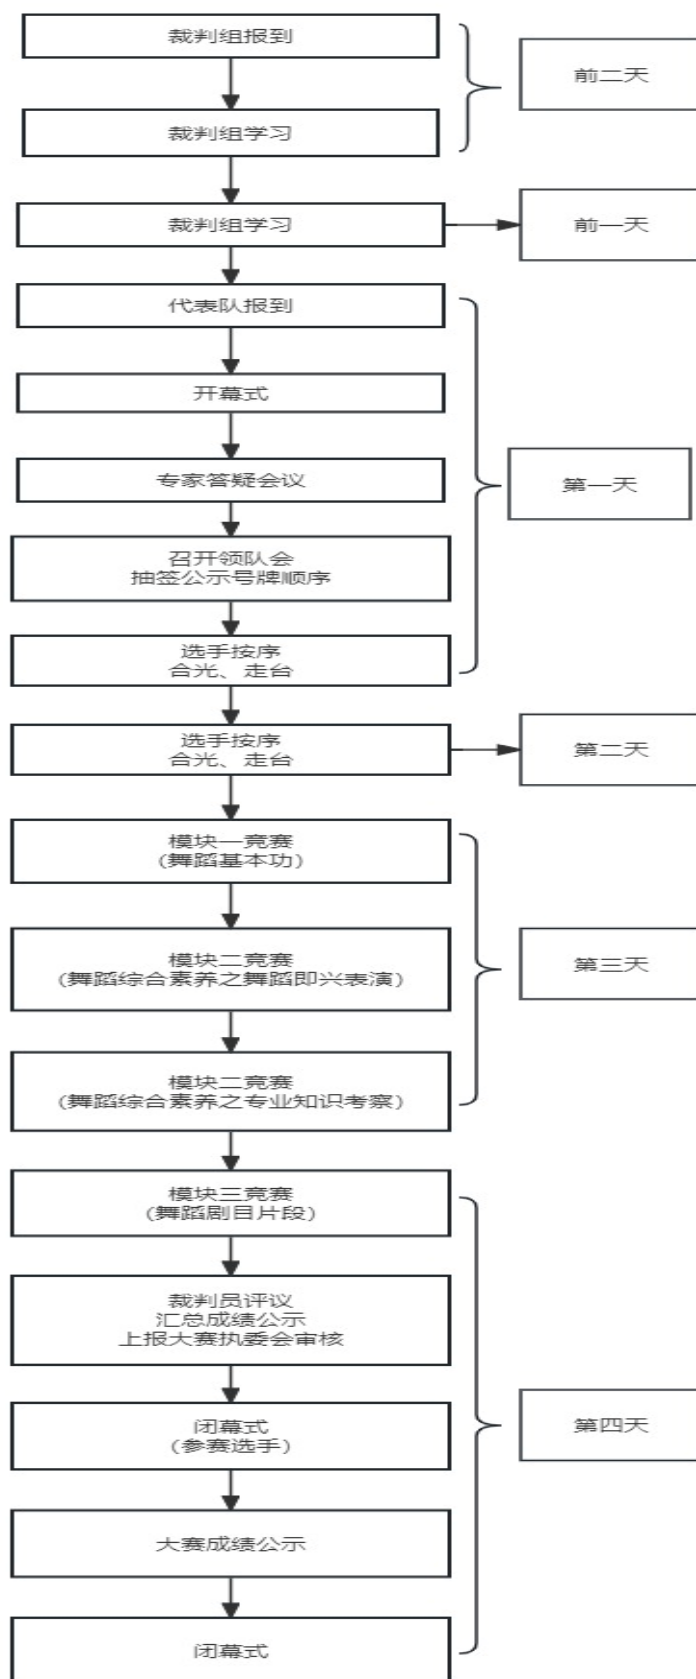 裁判组报到
前二天
裁判组学习
裁判组学习
前一天
代表队报到
开幕式
专家答疑会议
第一天
召开领队会
抽签公示号牌顺序
选手按序
合光、走台
选手按序
合光、走台
第二天
模块一竞赛
(舞蹈基本功)
模块二竞赛
(舞蹈综合素养之舞蹈即兴表演)
第三天
模块二竞赛
(舞蹈综合素养之专业知识考察)
模块三竞赛
(舞蹈剧目片段)
裁判员评议
汇总成绩公示
上报大赛执委会审核
闭幕式
(参赛选手)
第四天
大赛成绩公示
闭幕式